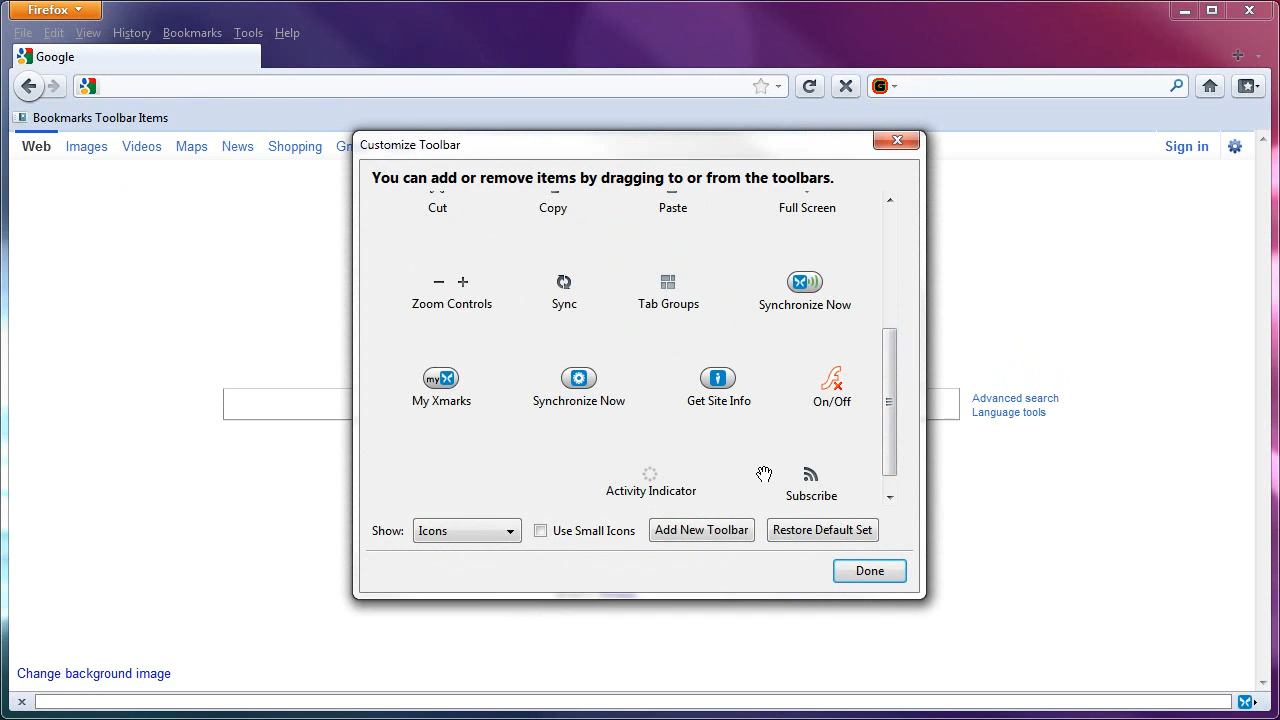 Firefox
File Edit View History Bookmarks Tools Help
Google
Bookmarks Toolbar Items
Web Images Videos Maps News Shopping
Sign in
Customize Toolbar
You can add or remove items by dragging to or from the toolbars.
Cut Copy Paste Full Screen
Zoom Controls Sync Tab Groups Synchronize Now
my
My Xmarks Synchronize Now Get Site Info On/Off
Advanced search
Language tools
Activity Indicator Subscribe
Show: Icons Use Small Icons Add New Toolbar Restore Default Set
Done
Change background image